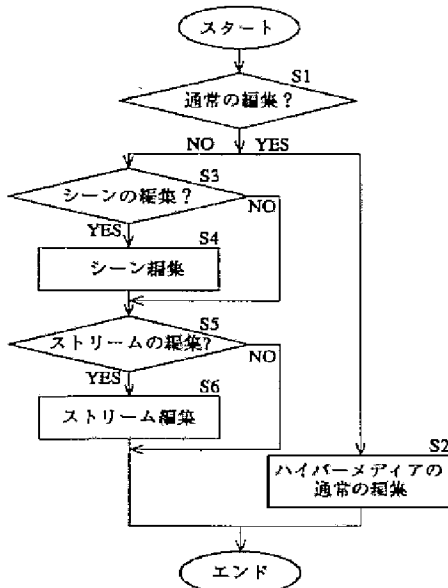 スタート
S1
通常の編集？
NO
YES
S3
シーンの編集？
NO
YES
S4
シーン編集
S5
ストリームの編集?
NO
YES
S6
ストリーム編集
S2
ハイパーメディアの
通常の編集
エンド